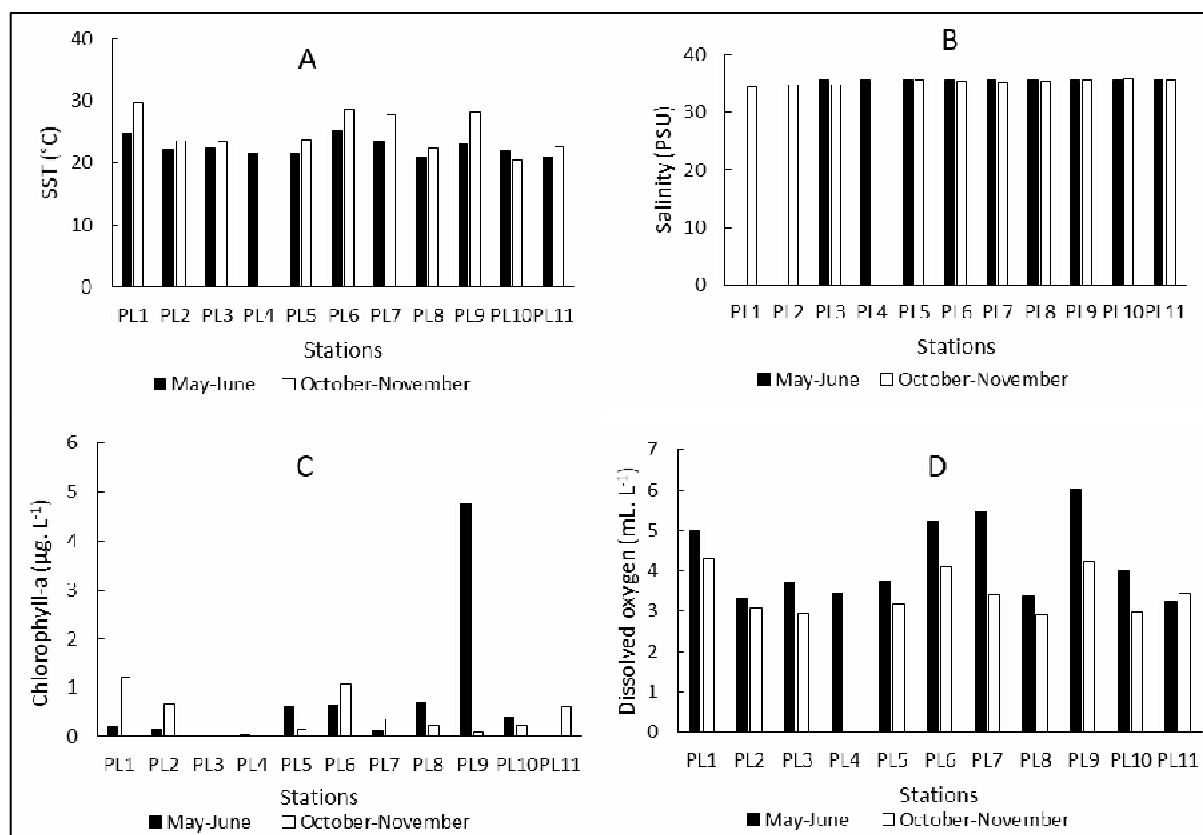 A
40
30
20
10
0
SST (°C)
PL1 PL2 PL3 PL4 PL5 PL6 PL7 PL8 PL9 PL10 PL11
Stations
May-June October-November
B
40
30
20
10
0
Salinity (PSU)
PL1 PL2 PL3 PL4 PL5 PL6 PL7 PL8 PL9 PL10 PL11
Stations
May-June October-November
C
6
5
4
3
2
1
0
Chlorophyll-a (µg. L⁻¹)
PL1 PL2 PL3 PL4 PL5 PL6 PL7 PL8 PL9 PL10 PL11
Stations
May-June October-November
D
7
6
5
4
3
2
1
0
Dissolved oxygen (mL. L⁻¹)
PL1 PL2 PL3 PL4 PL5 PL6 PL7 PL8 PL9 PL10 PL11
Stations
May-June October-November